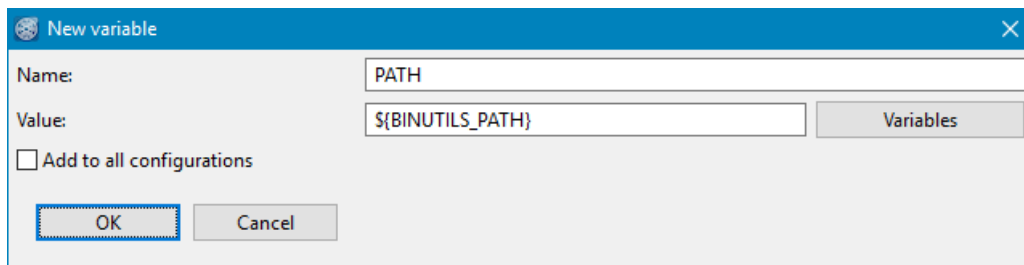 New variable
Name: PATH
Value: ${BINUTILS_PATH} Variables
Add to all configurations
OK Cancel